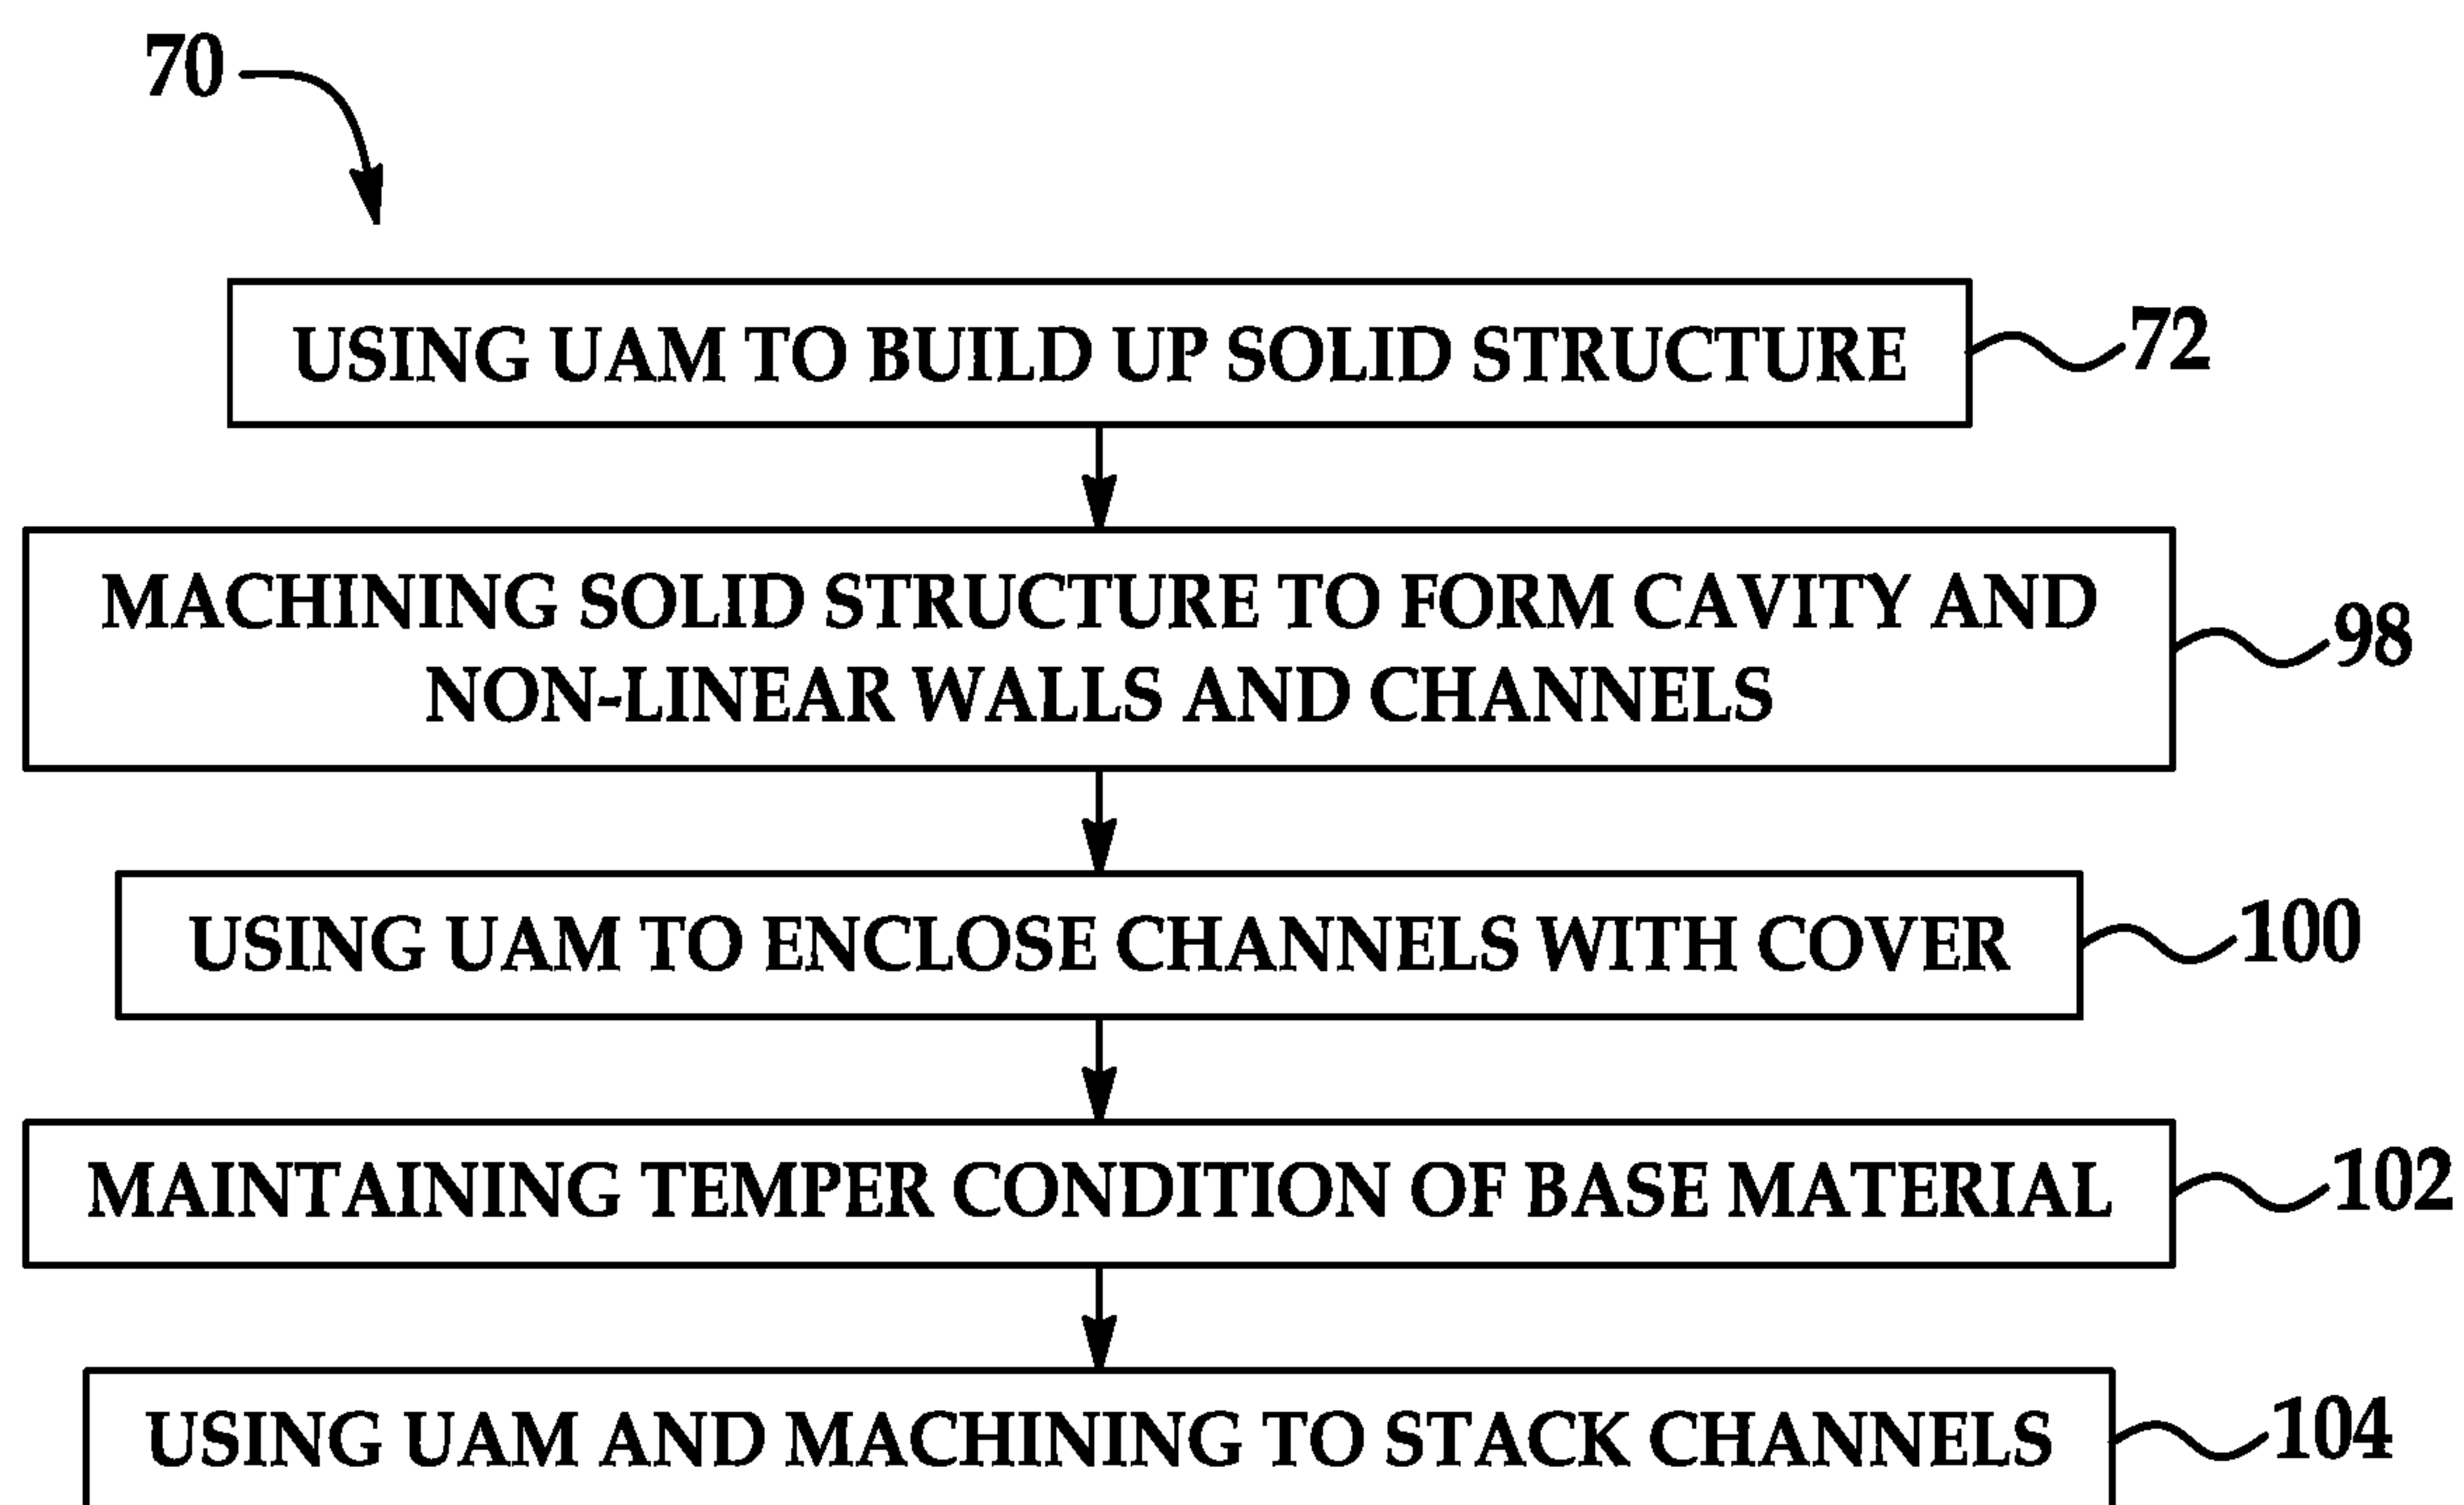 70
USING UAM TO BUILD UP SOLID STRUCTURE
72
MACHINING SOLID STRUCTURE TO FORM CAVITY AND
NON-LINEAR WALLS AND CHANNELS
98
USING UAM TO ENCLOSE CHANNELS WITH COVER
100
MAINTAINING TEMPER CONDITION OF BASE MATERIAL
102
USING UAM AND MACHINING TO STACK CHANNELS
104